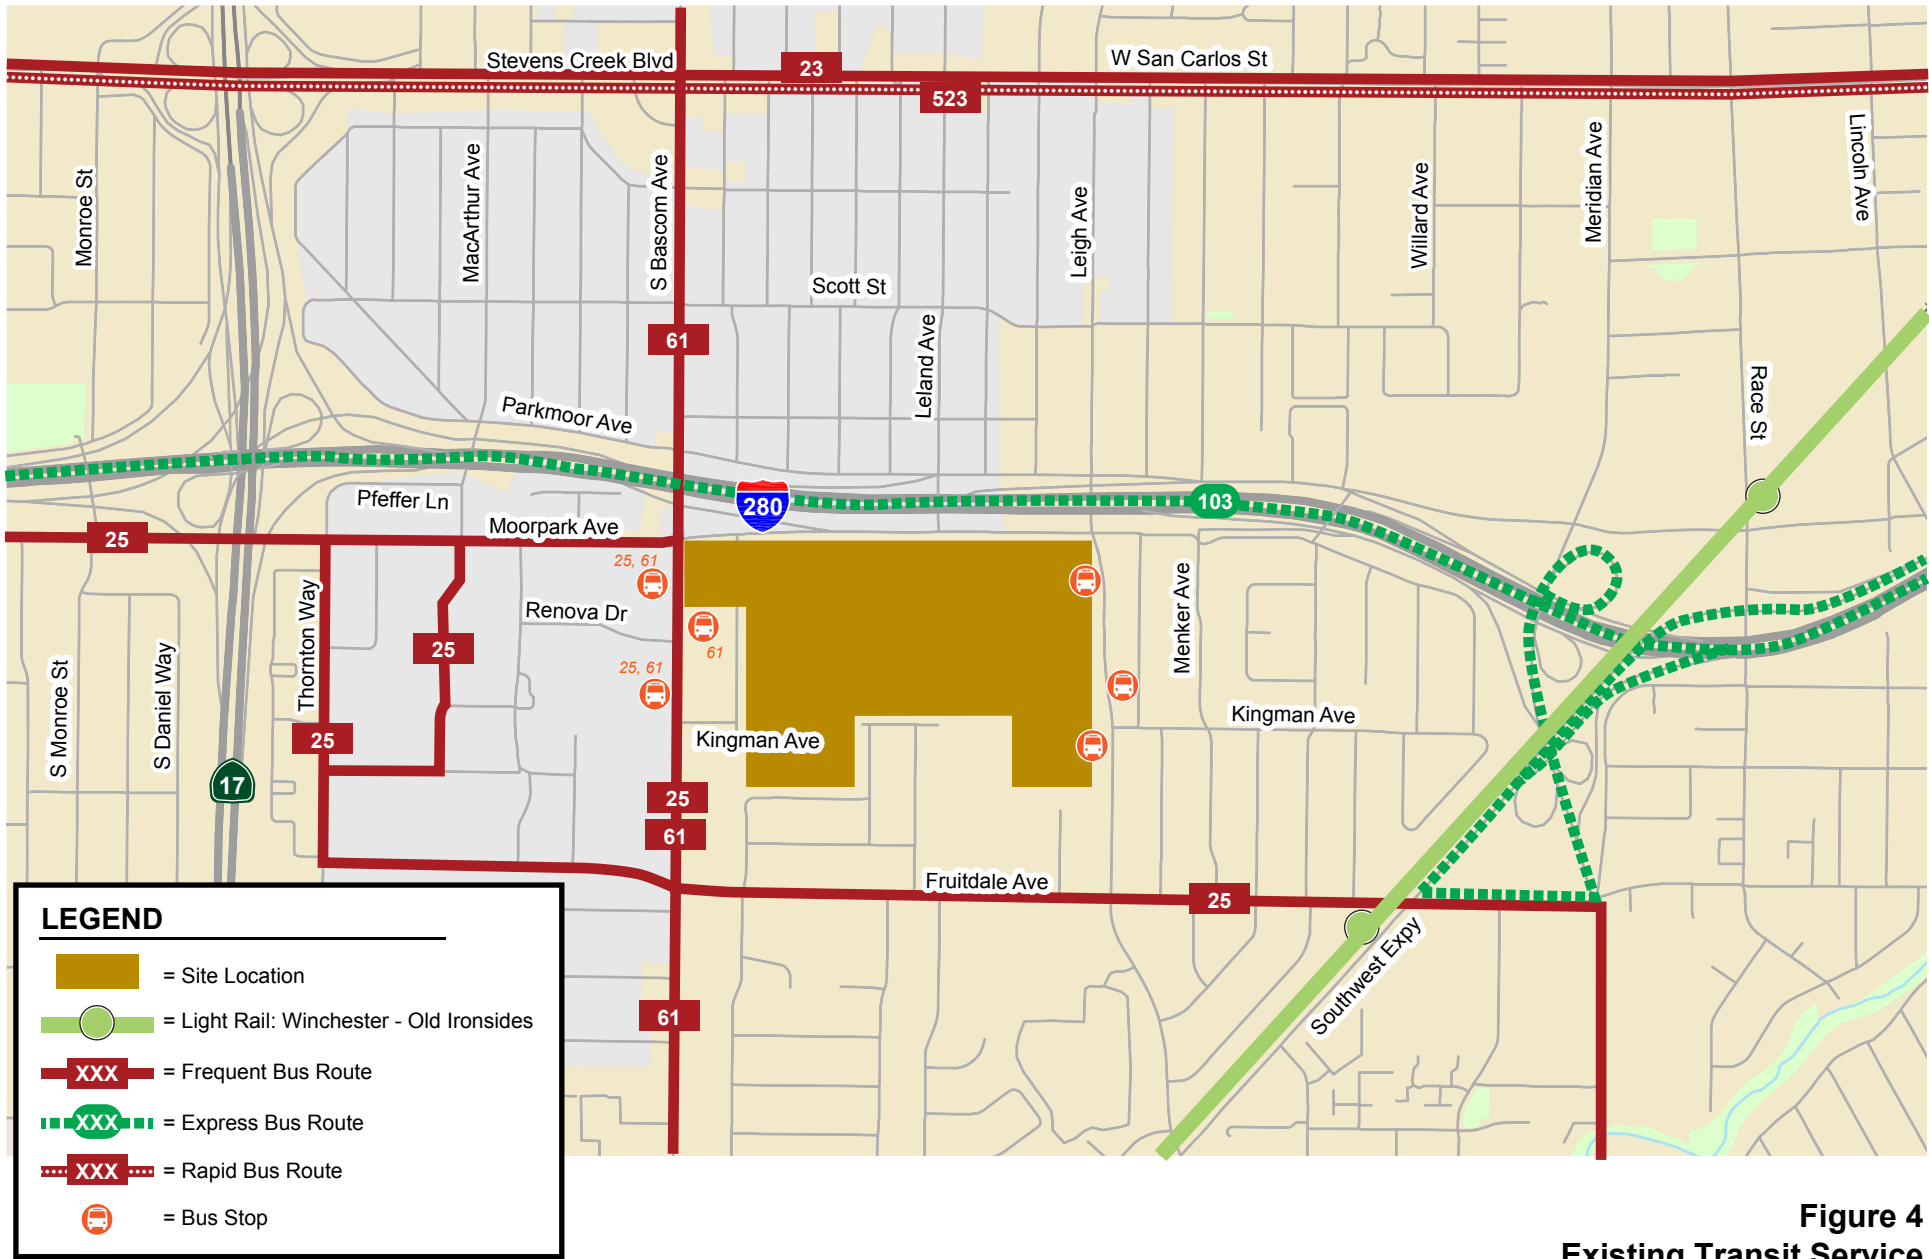 Stevens Creek Blvd
W San Carlos St
23
523
Monroe St
MacArthur Ave
S Bascom Ave
Leigh Ave
Willard Ave
Meridian Ave
Lincoln Ave
Scott St
61
Leland Ave
Race St
Parkmoor Ave
Pfeffer Ln
280
103
25
Moorpark Ave
25, 61
Thornton Way
Renova Dr
Menker Ave
25
61
25, 61
S Monroe St
S Daniel Way
25
Kingman Ave
Kingman Ave
17
25
61
Fruitdale Ave
25
Southwest Expy
61
LEGEND
= Site Location
= Light Rail: Winchester - Old Ironsides
XXX = Frequent Bus Route
XXX = Express Bus Route
XXX = Rapid Bus Route
= Bus Stop
Figure 4
Existing Transit Service